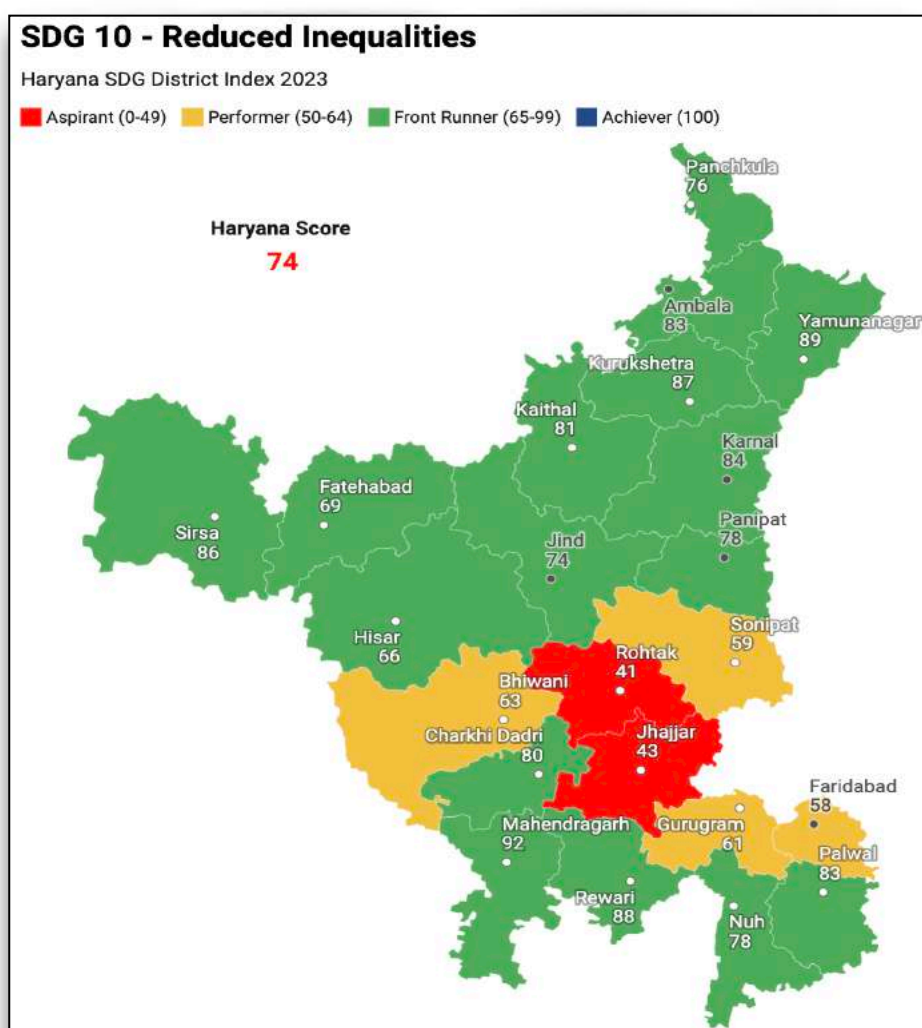 SDG 10 - Reduced Inequalities
Haryana SDG District Index 2023
Aspirant (0-49) Performer (50-64) Front Runner (65-99) Achiever (100)
Panchkula
76
Haryana Score
74
Ambala
83
Yamunanagar
89
Kurukshetra
87
Kaithal
81
Karnal
84
Fatehabad
69
Panipat
78
Sirsa
86
Jind
74
Hisar
66
Sonipat
59
Rohtak
41
Bhiwani
63
Charkhi Dadri
80
Jhajjar
43
Faridabad
58
Mahendragarh
92
Gurugram
61
Palwal
83
Rewari
88
Nuh
78